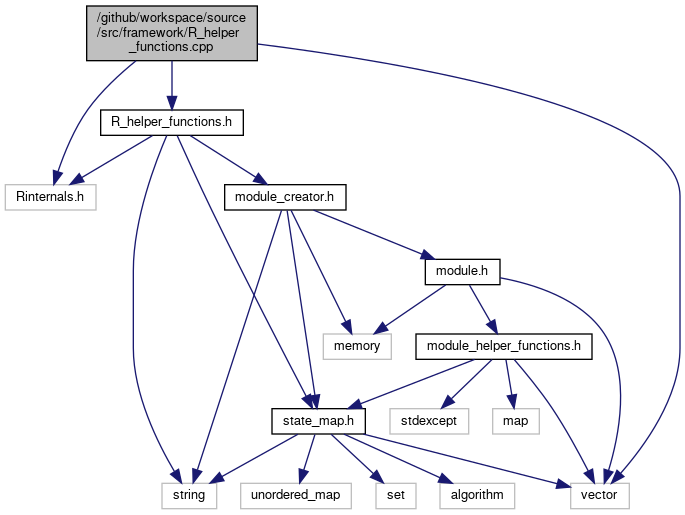 /github/workspace/source
/src/framework/R_helper
_functions.cpp
R_helper_functions.h
Rinternals.h
module_creator.h
module.h
memory
module_helper_functions.h
state_map.h
stdexcept
map
string
unordered_map
set
algorithm
vector